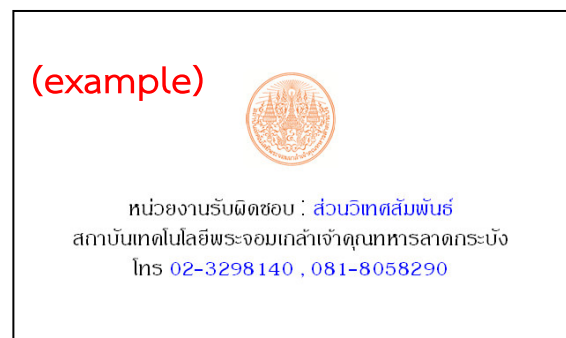 (example)
หน่วยงานรับผิดชอบ : ส่วนวิเทศสัมพันธ์
สถาบันเทคโนโลยีพระจอมเกล้าเจ้าคุณทหารลาดกระบัง
โทร 02-3298140 , 081-8058290